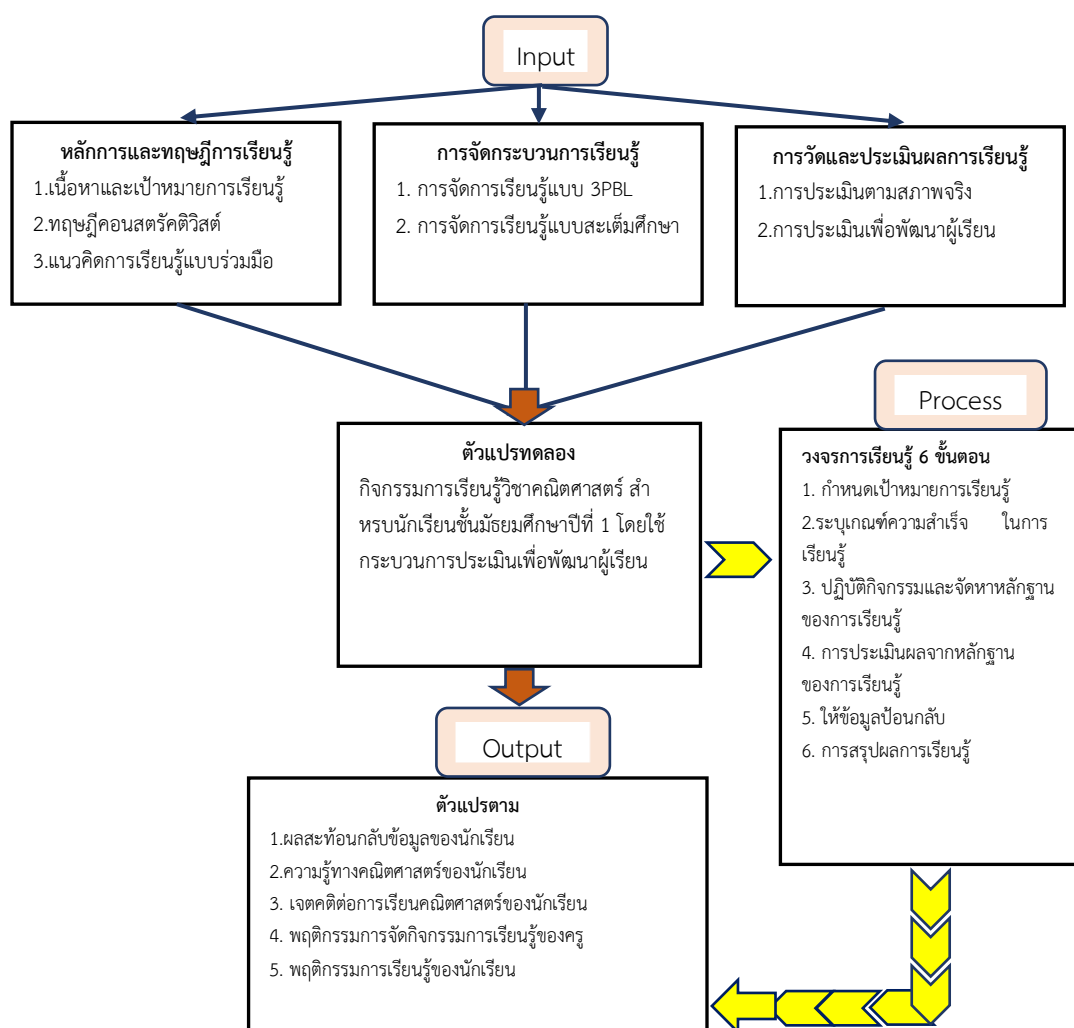 Input
หลักการและทฤษฎีการเรียนรู้
1.เนื้อหาและเป้าหมายการเรียนรู้
2.ทฤษฎีคอนสตรัคติวิสต์
3.แนวคิดการเรียนรู้แบบร่วมมือ
การจัดกระบวนการเรียนรู้
1. การจัดการเรียนรู้แบบ 3PBL
2. การจัดการเรียนรู้แบบสะเต็มศึกษา
การวัดและประเมินผลการเรียนรู้
1.การประเมินตามสภาพจริง
2.การประเมินเพื่อพัฒนาผู้เรียน
ตัวแปรทดลอง
กิจกรรมการเรียนรู้วิชาคณิตศาสตร์ สำ
หรบนักเรียนชั้นมัธยมศึกษาปีที่ 1 โดยใช้
กระบวนการประเมินเพื่อพัฒนาผู้เรียน
Process
วงจรการเรียนรู้ 6 ขั้นตอน
1. กำหนดเป้าหมายการเรียนรู้
2.ระบุเกณฑ์ความสำเร็จ ในการ
เรียนรู้
3. ปฏิบัติกิจกรรมและจัดหาหลักฐาน
ของการเรียนรู้
4. การประเมินผลจากหลักฐาน
ของการเรียนรู้
5. ให้ข้อมูลป้อนกลับ
6. การสรุปผลการเรียนรู้
Output
ตัวแปรตาม
1.ผลสะท้อนกลับข้อมูลของนักเรียน
2.ความรู้ทางคณิตศาสตร์ของนักเรียน
3. เจตคติต่อการเรียนคณิตศาสตร์ของนักเรียน
4. พฤติกรรมการจัดกิจกรรมการเรียนรู้ของครู
5. พฤติกรรมการเรียนรู้ของนักเรียน